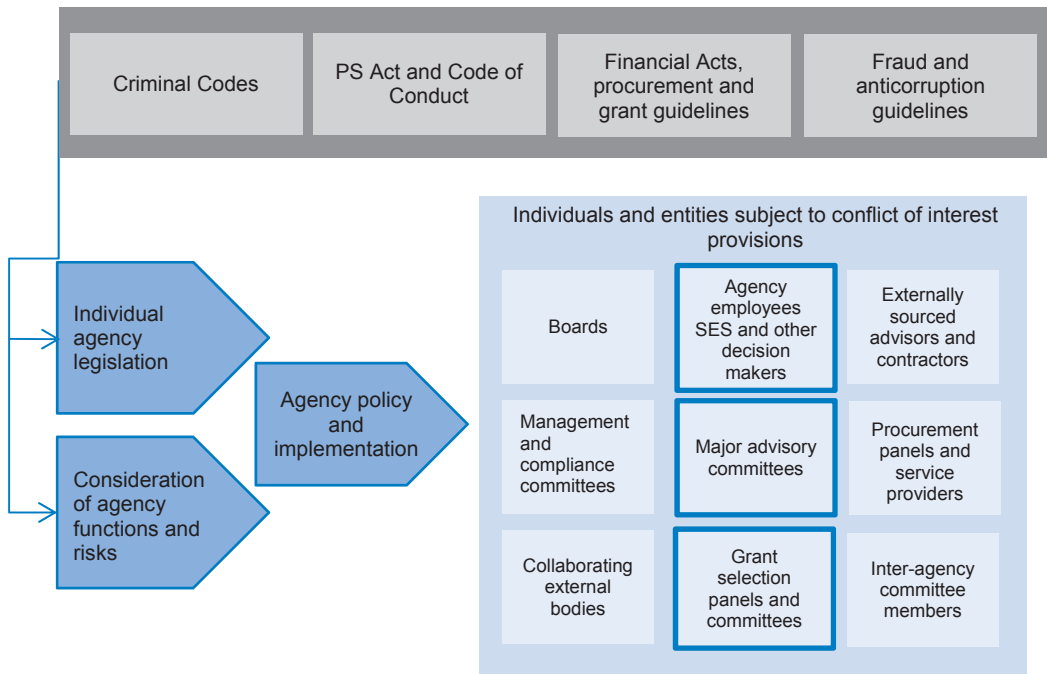 Criminal Codes
PS Act and Code of
Conduct
Financial Acts,
procurement and
grant guidelines
Fraud and
anticorruption
guidelines
Individual
agency
legislation
Consideration
of agency
functions and
risks
Agency policy
and
implementation
Individuals and entities subject to conflict of interest
provisions
Boards
Agency
employees
SES and other
decision
makers
Externally
sourced
advisors and
contractors
Management
and
compliance
committees
Major advisory
committees
Procurement
panels and
service
providers
Collaborating
external
bodies
Grant
selection
panels and
committees
Inter-agency
committee
members